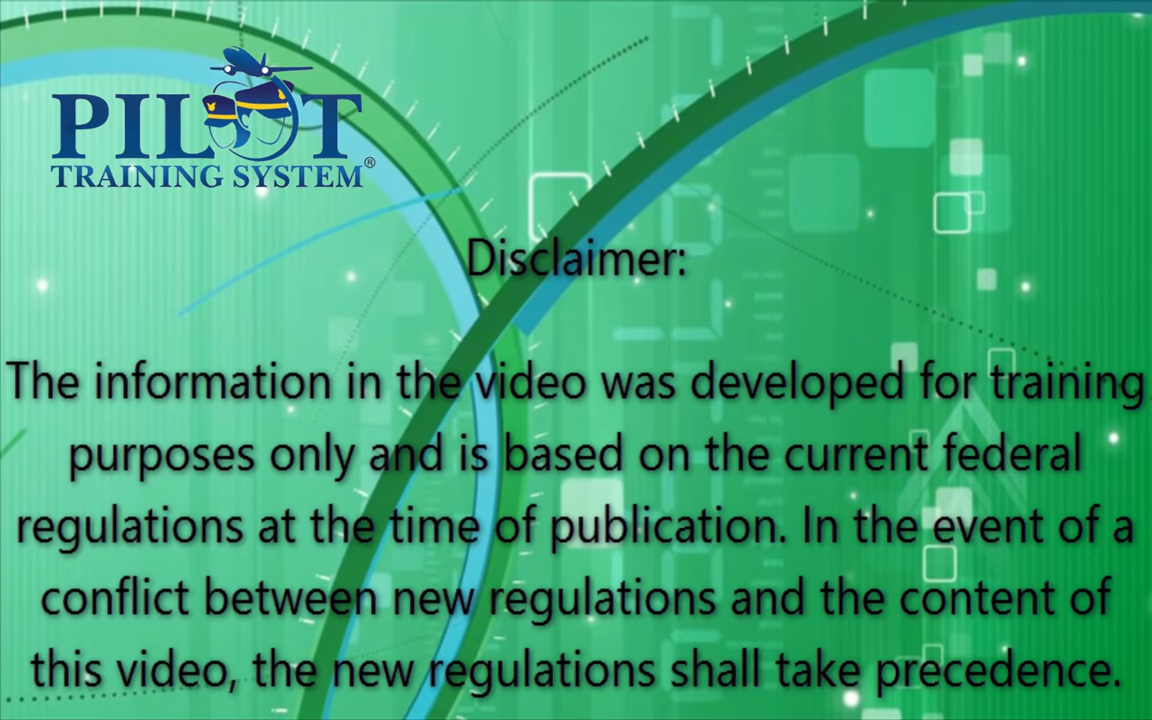 PILOT
TRAINING SYSTEM®
Disclaimer:
The information in the video was developed for training
purposes only and is based on the current federal
regulations at the time of publication. In the event of a
conflict between new regulations and the content of
this video, the new regulations shall take precedence.